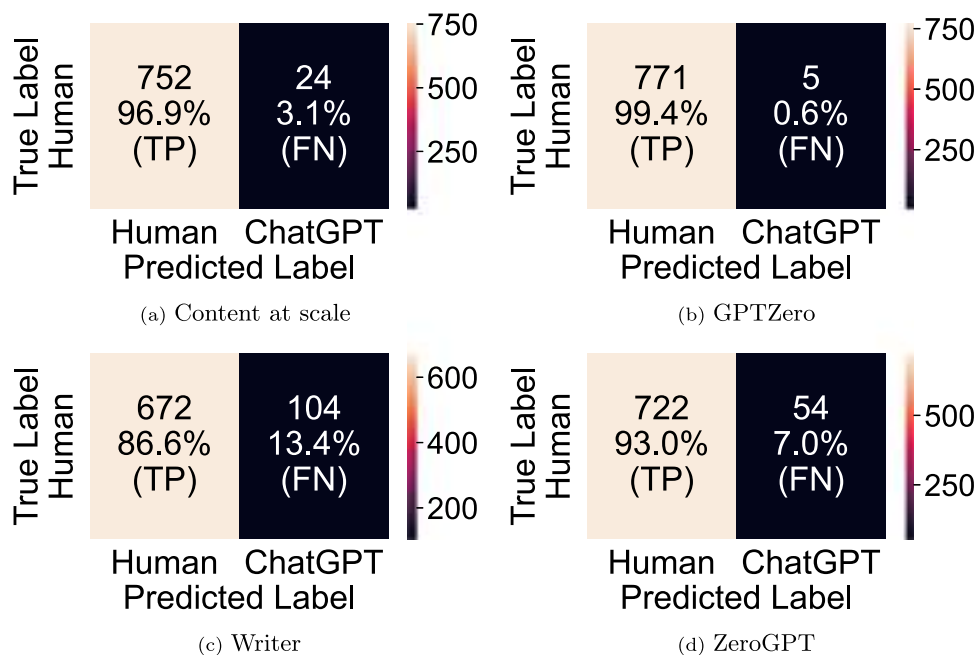 True Label
Human
752
96.9%
(TP)
24
3.1%
(FN)
750
500
250
Human ChatGPT
Predicted Label
(a) Content at scale
True Label
Human
771
99.4%
(TP)
5
0.6%
(FN)
750
500
250
Human ChatGPT
Predicted Label
(b) GPTZero
True Label
Human
672
86.6%
(TP)
104
13.4%
(FN)
600
400
200
Human ChatGPT
Predicted Label
(c) Writer
True Label
Human
722
93.0%
(TP)
54
7.0%
(FN)
500
250
Human ChatGPT
Predicted Label
(d) ZeroGPT